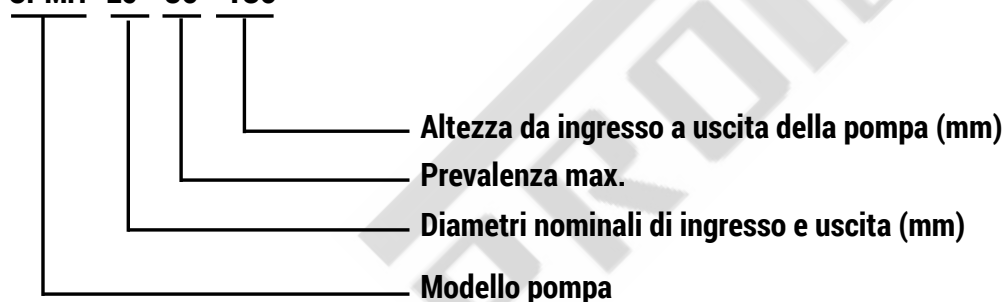 Altezza da ingresso a uscita della pompa (mm)
Prevalenza max.
Diametri nominali di ingresso e uscita (mm)
Modello pompa